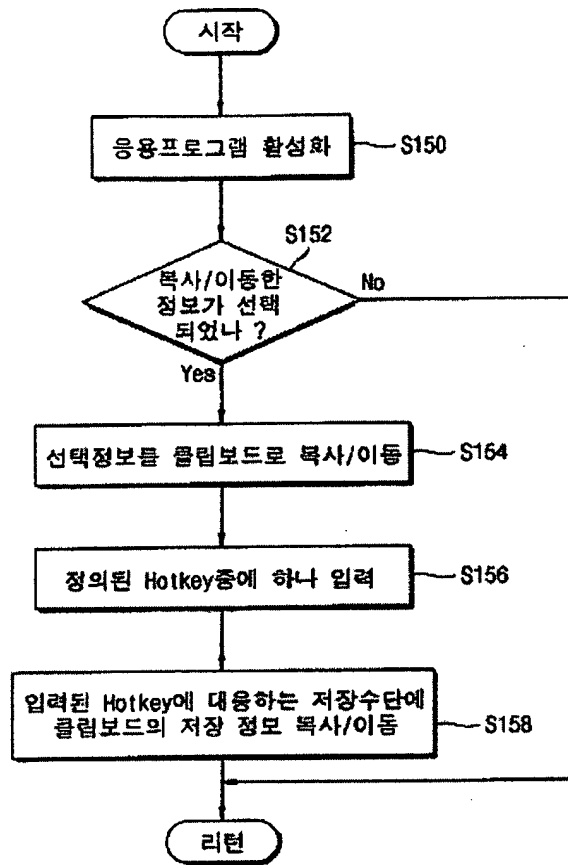 시작
응용프로그램 활성화
S150
S152
복사/이동한
정보가 선택
되었나 ?
No
Yes
선택정보를 클립보드로 복사/이동
S154
정의된 Hotkey중에 하나 입력
S156
입력된 Hotkey에 대응하는 저장수단에
클립보드의 저장 정보 복사/이동
S158
리턴